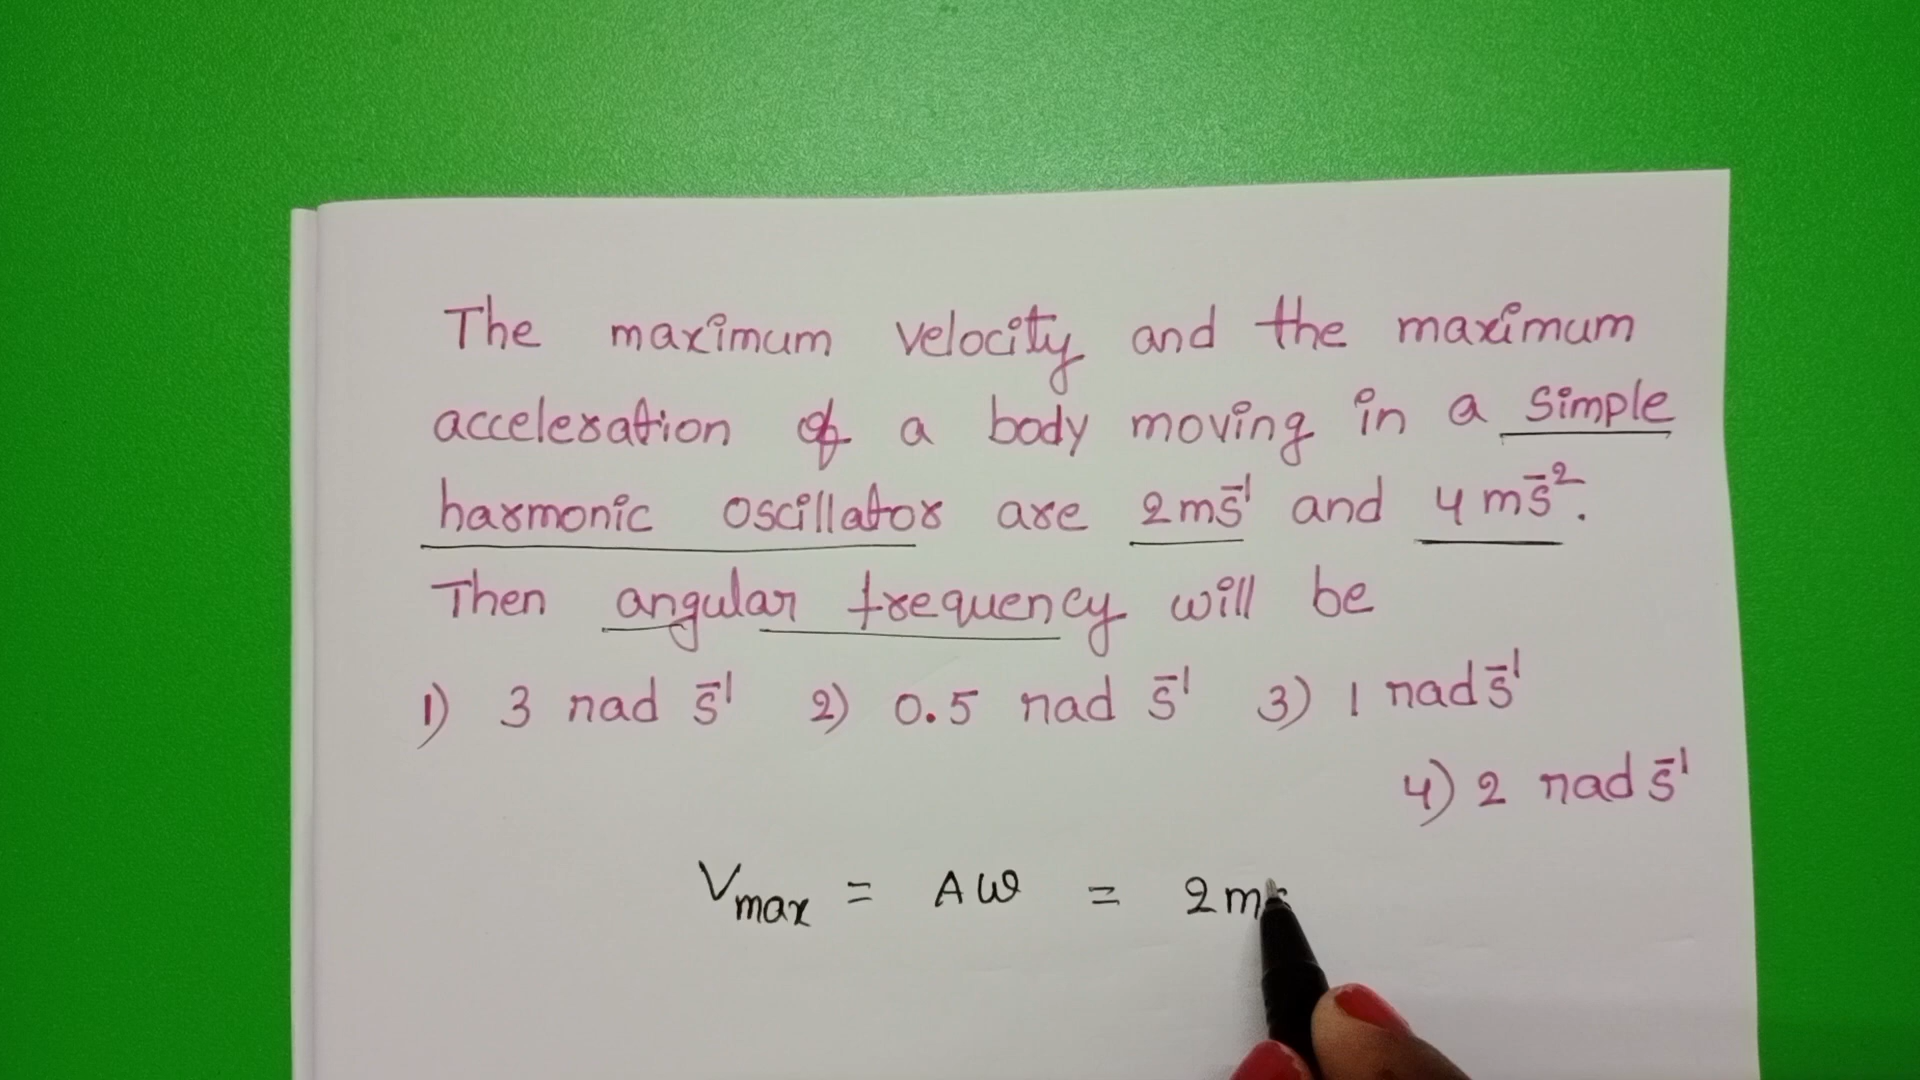 The maximum velocity and the maximum
acceleration of a body moving in a simple
harmonic oscillator are 2ms⁻¹ and 4ms⁻².
Then angular frequency will be
1) 3 rad s⁻¹ 2) 0.5 rad s⁻¹ 3) 1 rad s⁻¹
4) 2 rad s⁻¹
Vmax = Aω = 2m